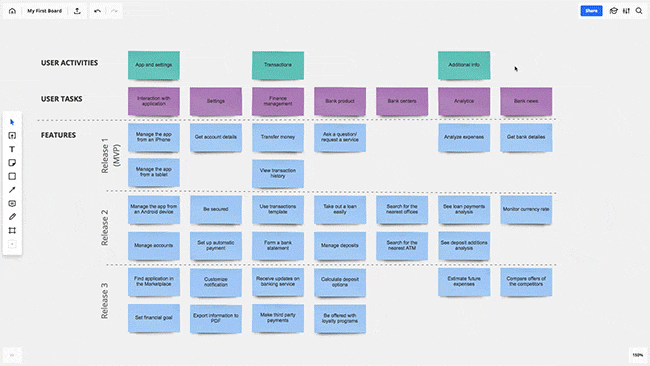 My First Board
Share
USER ACTIVITIES
App and settings
Transactions
Additional info
USER TASKS
Interaction with
application
Settings
Finance
management
Bank product
Bank centers
Analytics
Bank news
FEATURES
Release 1
(MVP)
Manage the app
from an iPhone
Get account details
Transfer money
Ask a question/
request a service
Analyze expenses
Get bank detailes
Manage the app
from a tablet
View transaction
history
Release 2
Manage the app from
an Android device
Be secured
Use transactions
template
Take out a loan
easily
Search for the
nearest offices
See loan payments
analysis
Monitor currency rate
Manage accounts
Set up automatic
payment
Form a bank
statement
Manage deposits
Search for the
nearest ATM
See deposit additions
analysis
Release 3
Find application in
the Marketplace
Customize
notification
Receive updates on
banking service
Calculate deposit
options
Estimate future
expenses
Compare offers of
the competitors
Set financial goal
Export information to
PDF
Make third party
payments
Be offered with
loyalty programs